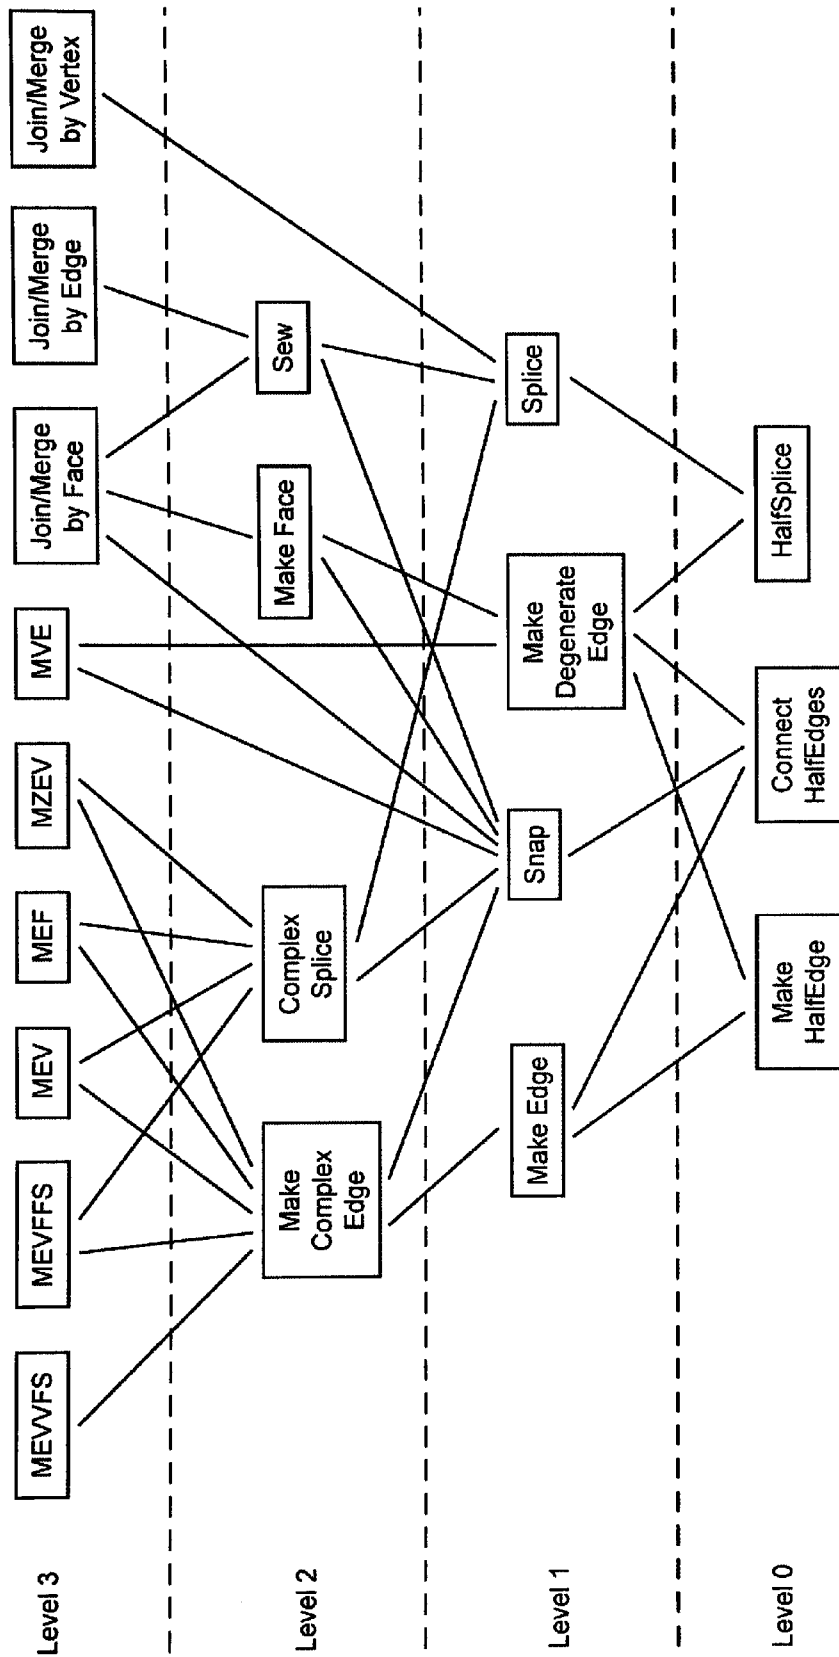 Level 3
MEVVFS
MEVFFS
MEV
MEF
MZEV
MVE
Join/Merge
by Face
Join/Merge
by Edge
Join/Merge
by Vertex
Level 2
Make
Complex
Edge
Complex
Splice
Make Face
Sew
Level 1
Make Edge
Snap
Make
Degenerate
Edge
Splice
Level 0
Make
HalfEdge
Connect
HalfEdges
HalfSplice